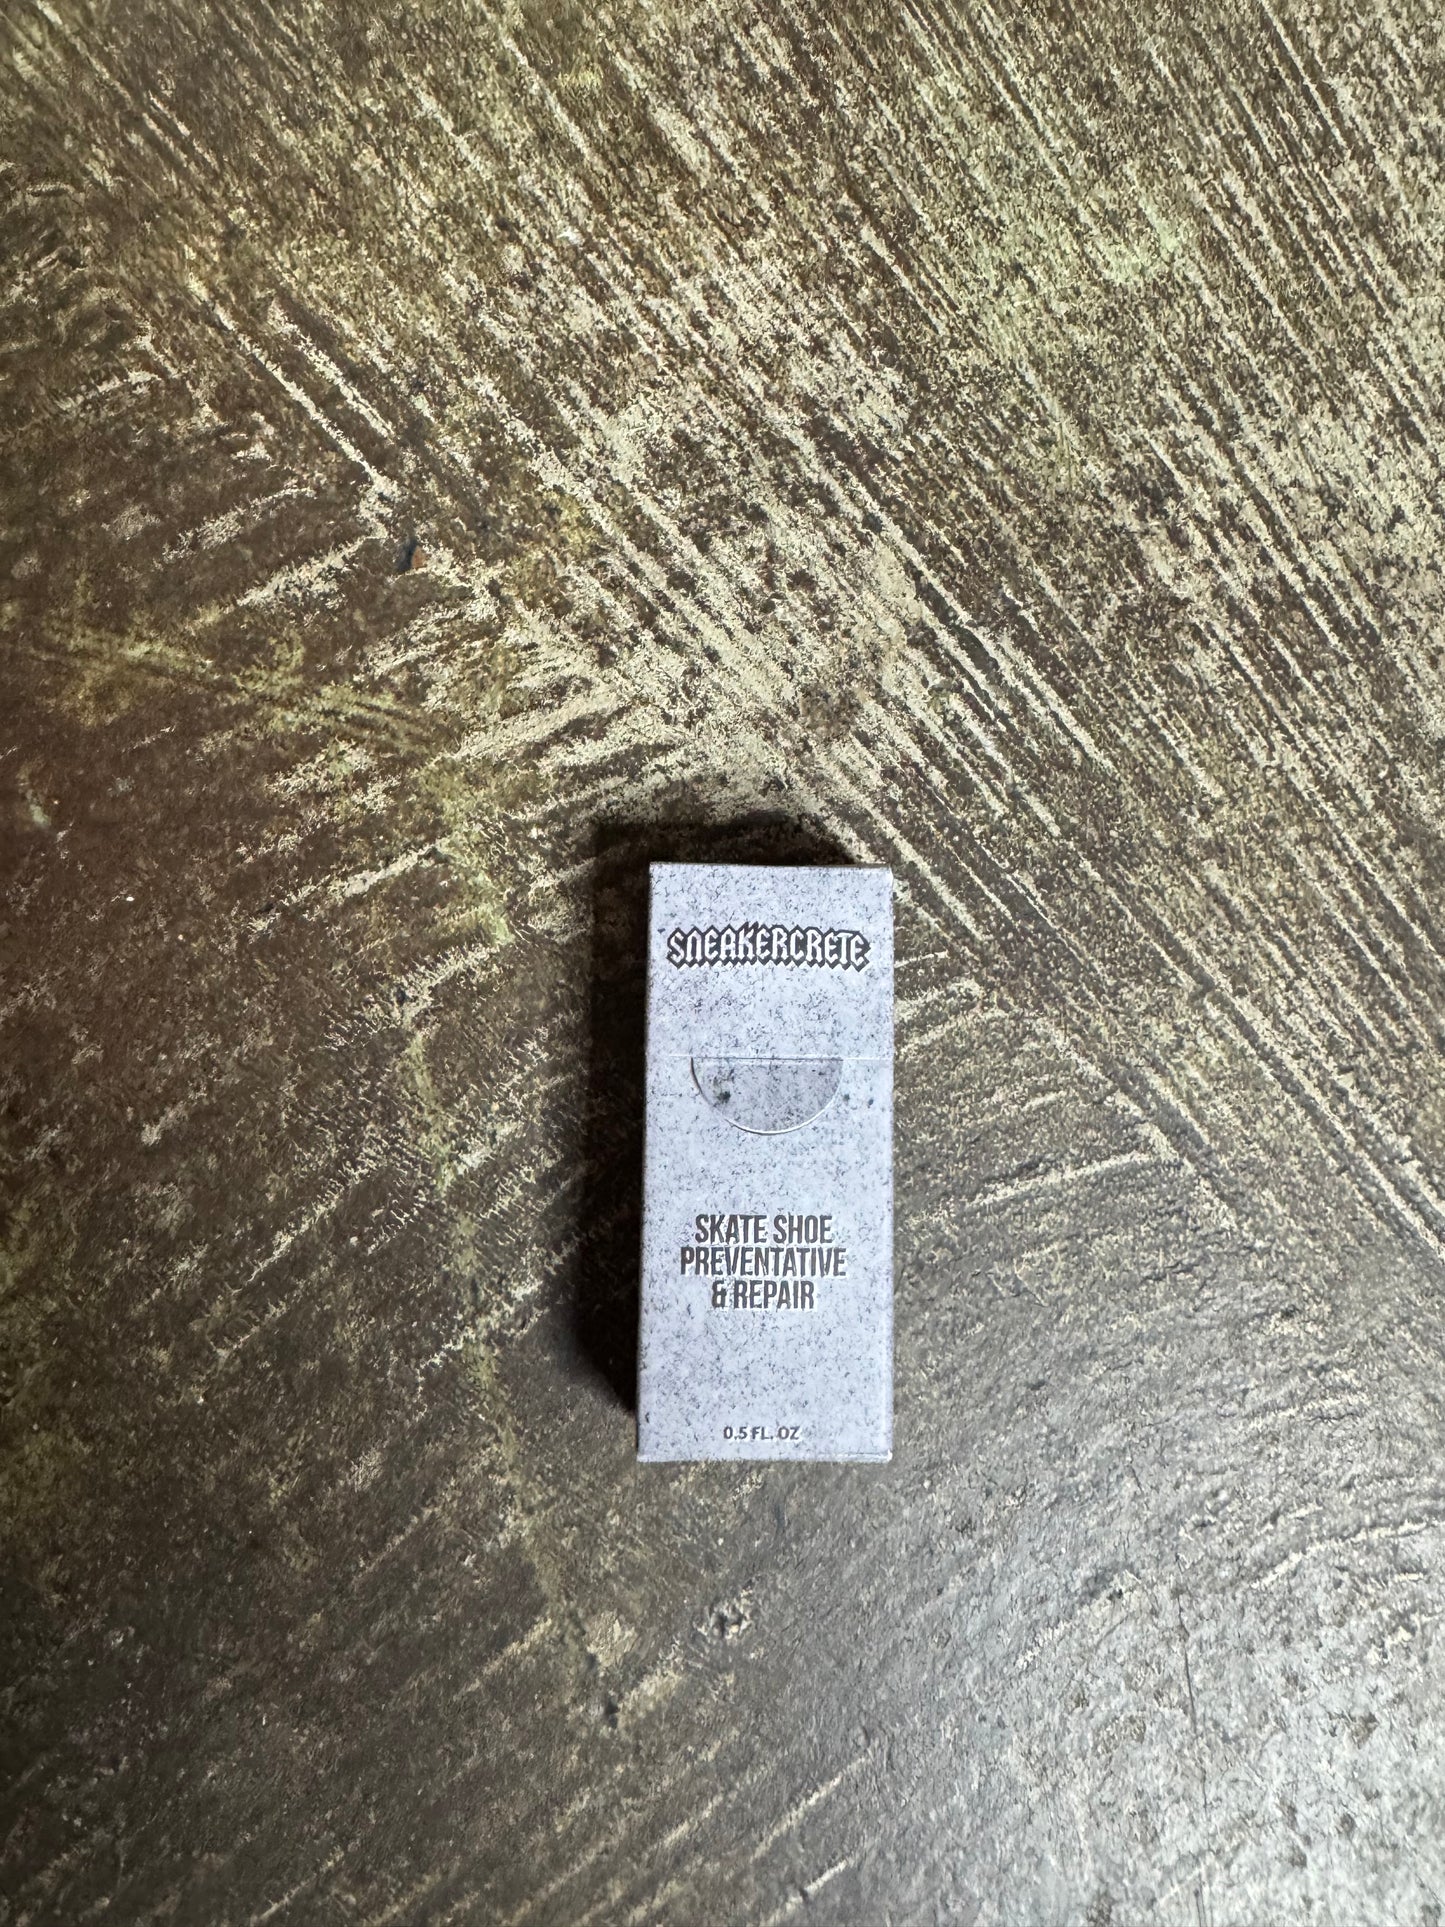 SNEAKERCRETE
SKATE SHOE
PREVENTATIVE
& REPAIR
0.5 FL. OZ